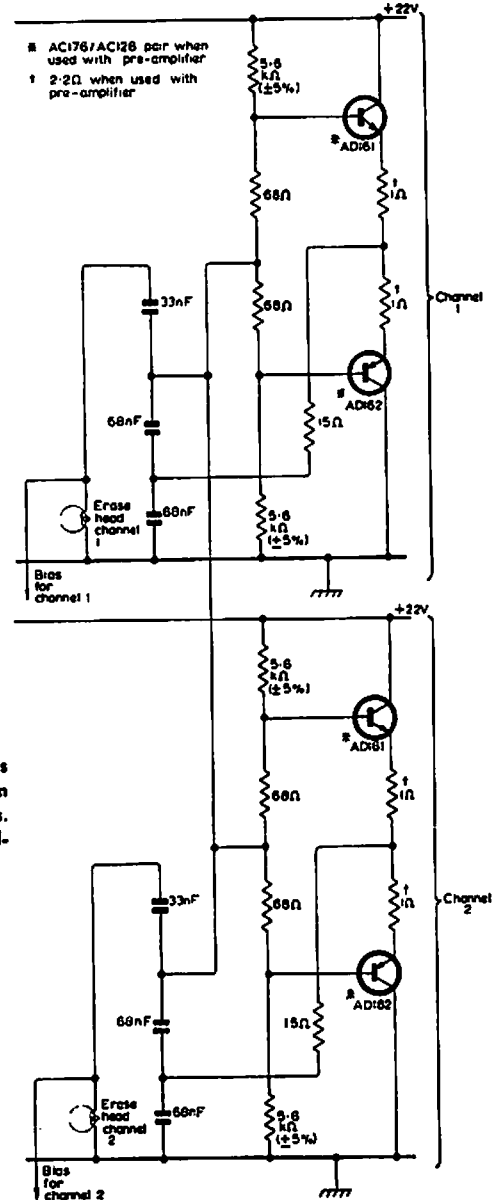 +22V
* AC176/AC128 pair when
used with pre-amplifier
† 2·2Ω when used with
pre-amplifier
5·6
kΩ
(±5%)
*AD161
68Ω
†
1Ω
33nF
68Ω
†
1Ω
Channel
1
*
AD162
68nF
15Ω
Erase
head
channel
1
68nF
5·6
kΩ
(±5%)
Bias
for
channel 1
+22V
5·6
kΩ
(±5%)
*
AD161
s
n
s.
l-
68Ω
†
1Ω
33nF
68Ω
†
1Ω
Channel
2
*
AD162
68nF
15Ω
Erase
head
channel
2
68nF
5·6
kΩ
(±5%)
Bias
for
channel 2